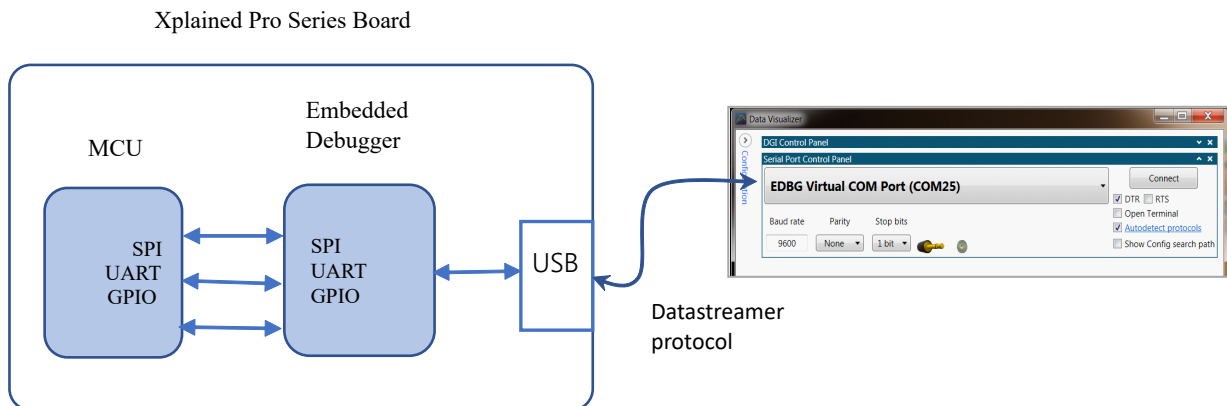 Xplained Pro Series Board
MCU
SPI
UART
GPIO
Embedded
Debugger
SPI
UART
GPIO
USB
Datastreamer
protocol
Data Visualizer
Configuration
DGI Control Panel
Serial Port Control Panel
EDBG Virtual COM Port (COM25)
Connect
DTR RTS
Open Terminal
Autodetect protocols
Show Config search path
Baud rate Parity Stop bits
9600 None 1 bit